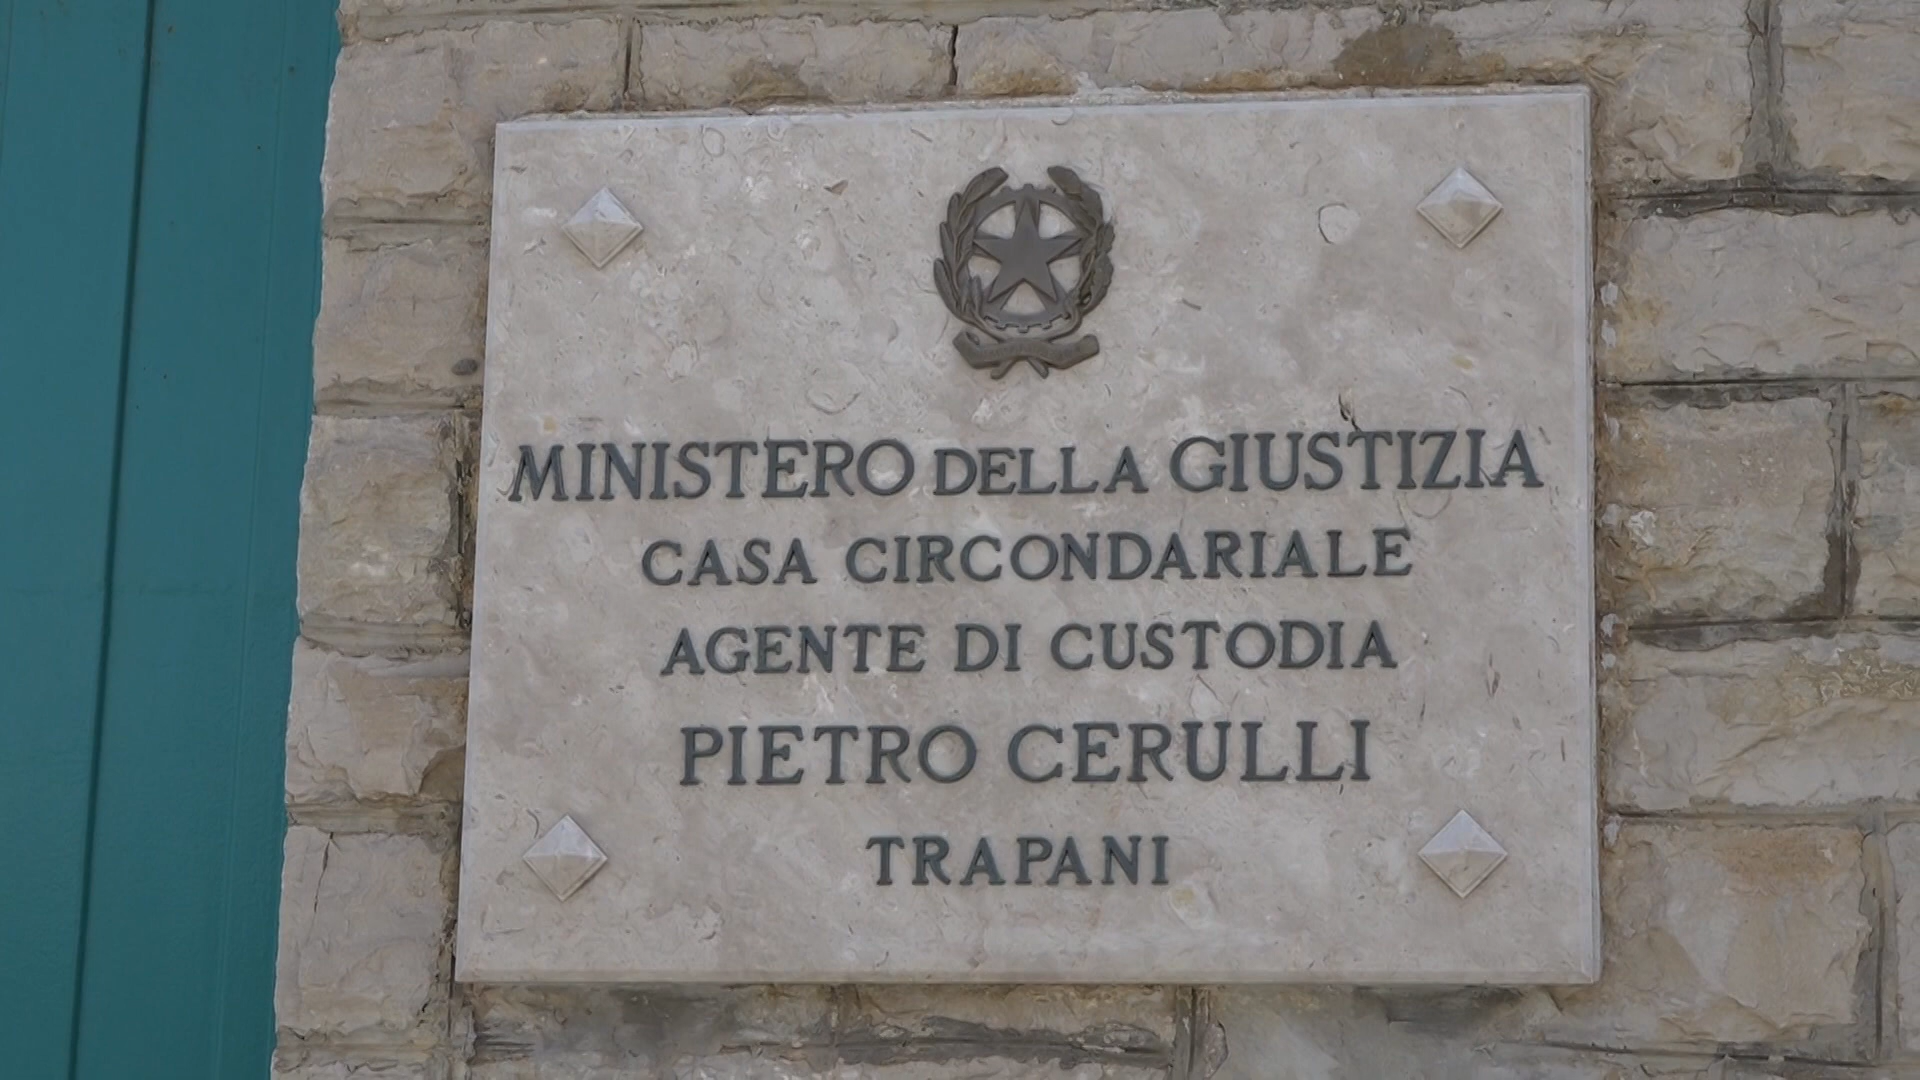 MINISTERO DELLA GIUSTIZIA
CASA CIRCONDARIALE
AGENTE DI CUSTODIA
PIETRO CERULLI
TRAPANI